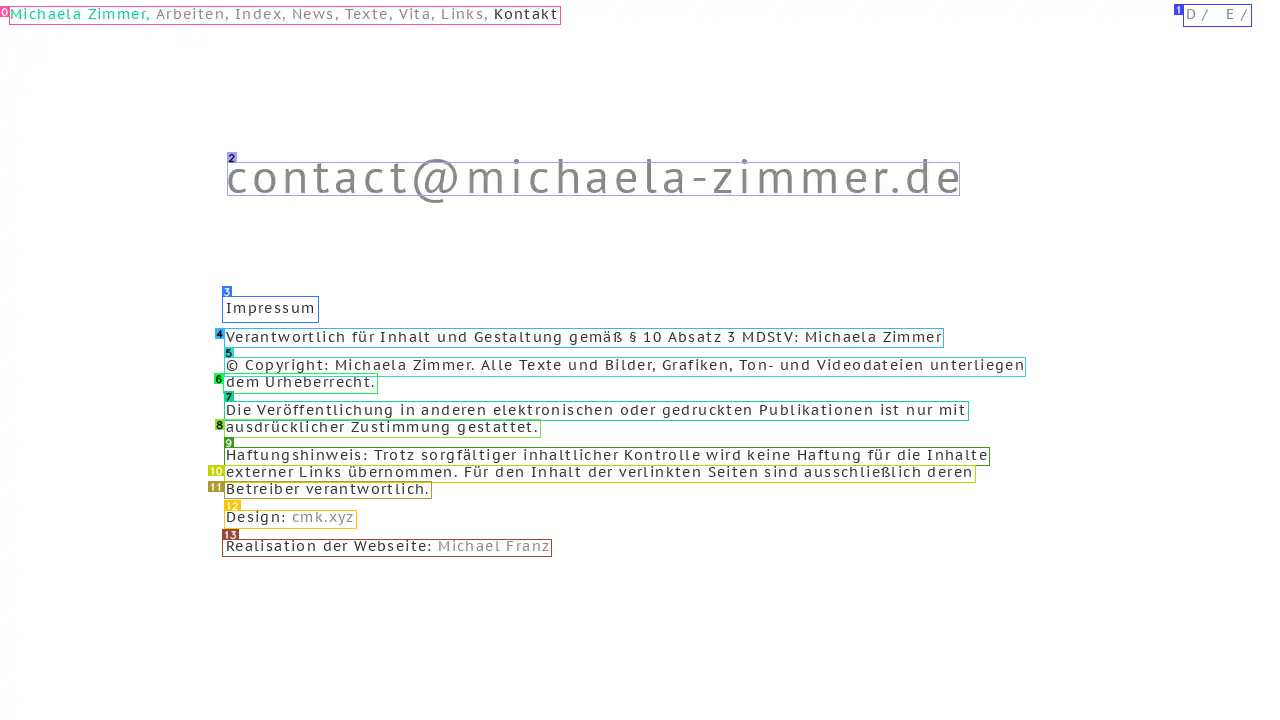 Michaela Zimmer, Arbeiten, Index, News, Texte, Vita, Links, Kontakt
D / E /
contact@michaela-zimmer.de
Impressum
Verantwortlich für Inhalt und Gestaltung gemäß § 10 Absatz 3 MDStV: Michaela Zimmer
© Copyright: Michaela Zimmer. Alle Texte und Bilder, Grafiken, Ton- und Videodateien unterliegen
dem Urheberrecht.
Die Veröffentlichung in anderen elektronischen oder gedruckten Publikationen ist nur mit
ausdrücklicher Zustimmung gestattet.
Haftungshinweis: Trotz sorgfältiger inhaltlicher Kontrolle wird keine Haftung für die Inhalte
externer Links übernommen. Für den Inhalt der verlinkten Seiten sind ausschließlich deren
Betreiber verantwortlich.
Design: cmk.xyz
Realisation der Webseite: Michael Franz